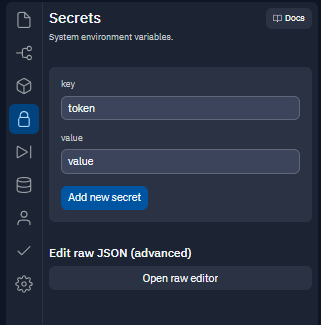 Secrets
Docs
System environment variables.
key
token
value
value
Add new secret
Edit raw JSON (advanced)
Open raw editor